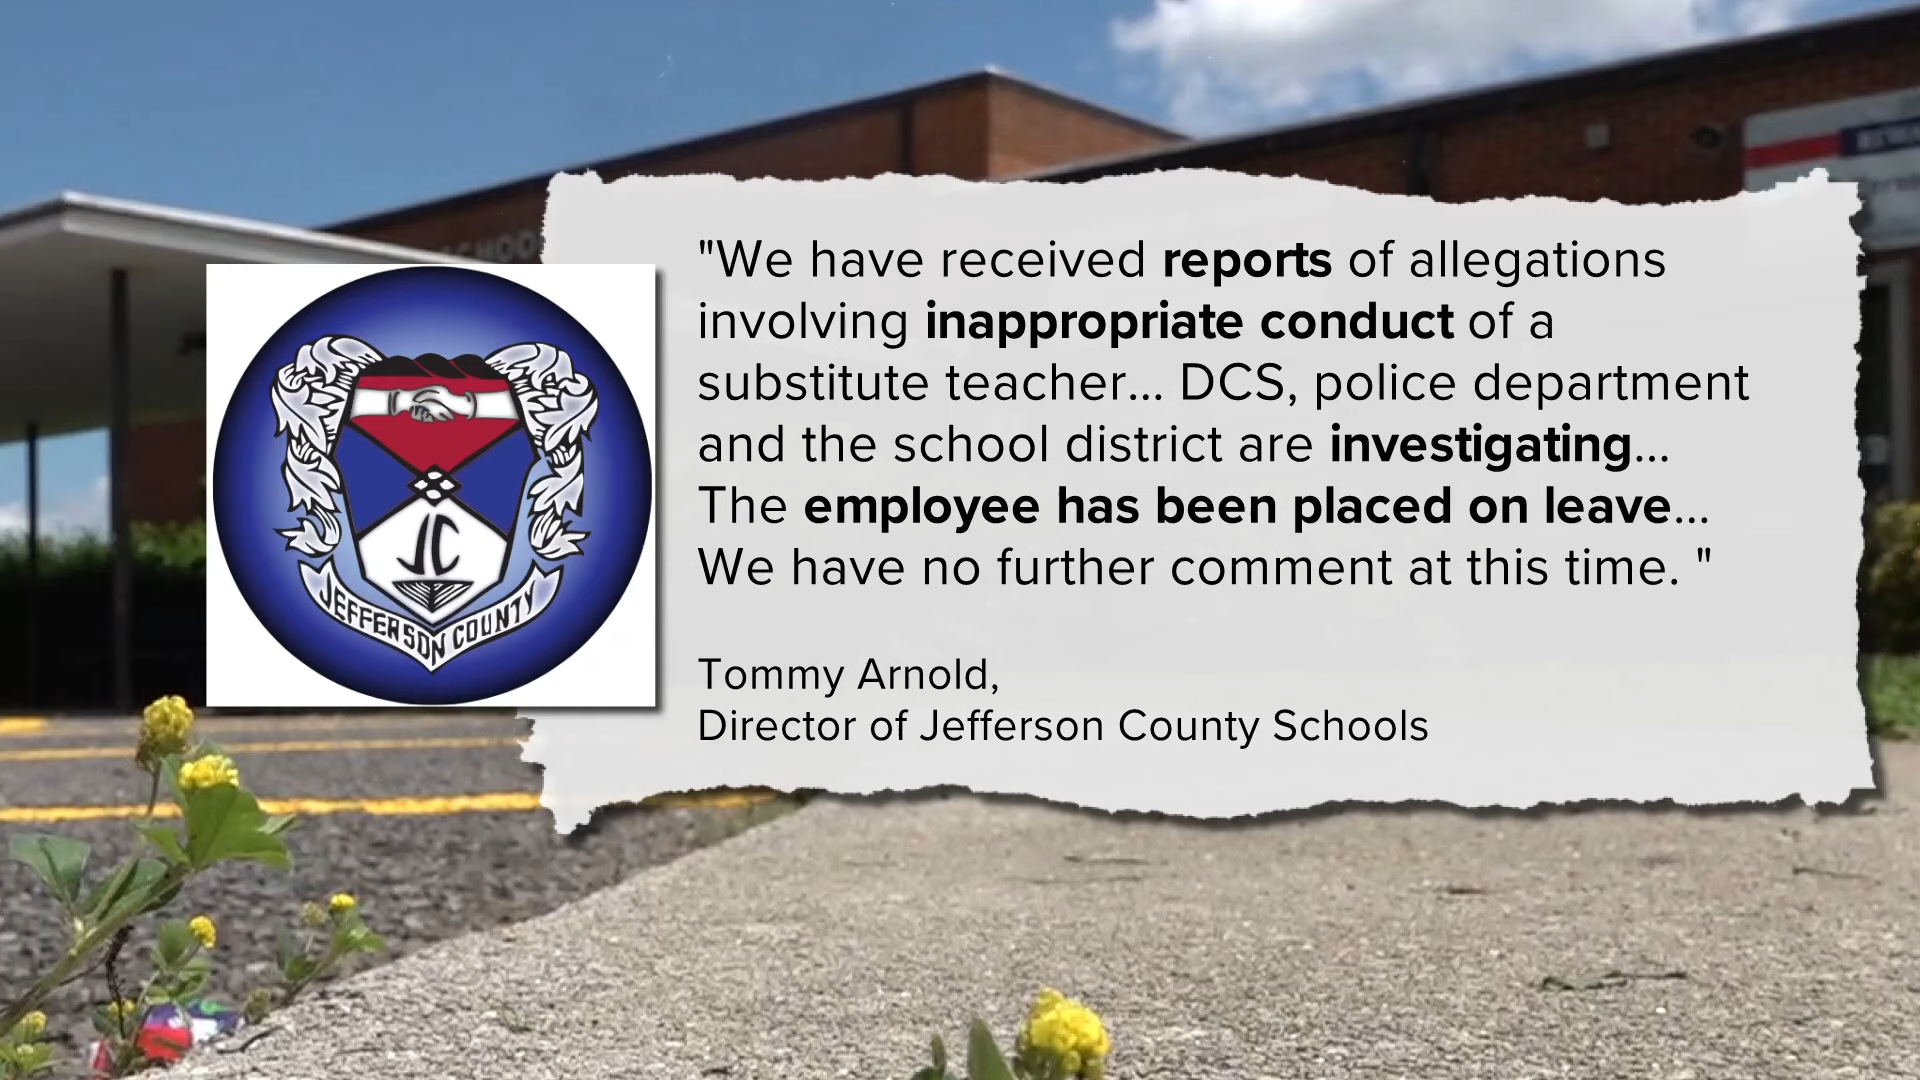 SCHOOL
"We have received reports of allegations
involving inappropriate conduct of a
substitute teacher... DCS, police department
and the school district are investigating...
The employee has been placed on leave...
We have no further comment at this time. "
JC
JEFFERSON COUNTY
Tommy Arnold,
Director of Jefferson County Schools